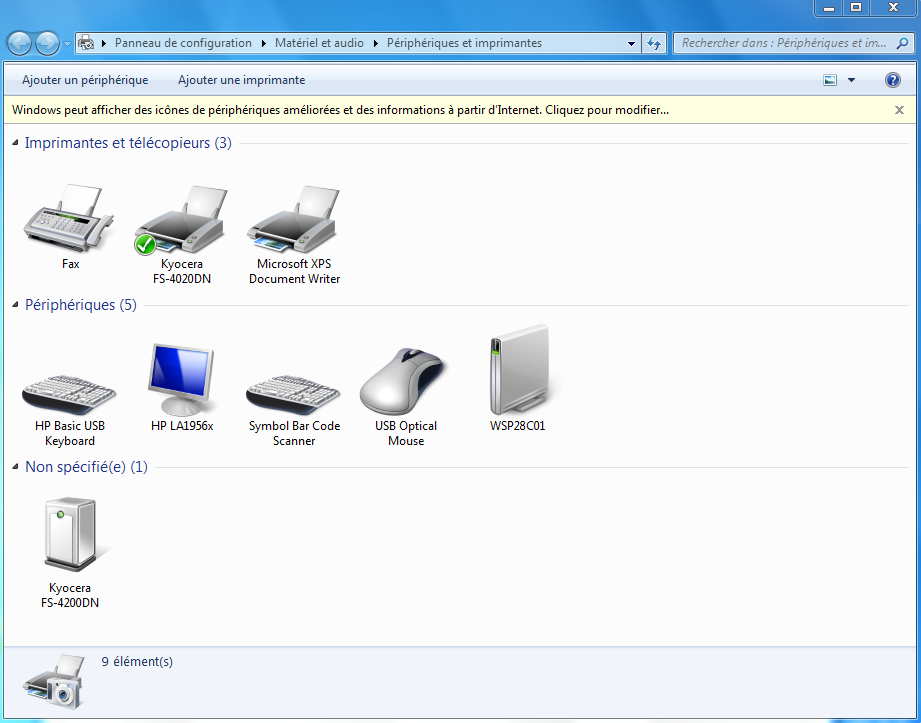 Panneau de configuration Matériel et audio Périphériques et imprimantes
Rechercher dans : Périphériques et im...
Ajouter un périphérique Ajouter une imprimante
Windows peut afficher des icônes de périphériques améliorées et des informations à partir d'Internet. Cliquez pour modifier...
Imprimantes et télécopieurs (3)
Fax
Kyocera
FS-4020DN
Microsoft XPS
Document Writer
Périphériques (5)
HP Basic USB
Keyboard
HP LA1956x
Symbol Bar Code
Scanner
USB Optical
Mouse
WSP28C01
Non spécifié(e) (1)
Kyocera
FS-4200DN
9 élément(s)